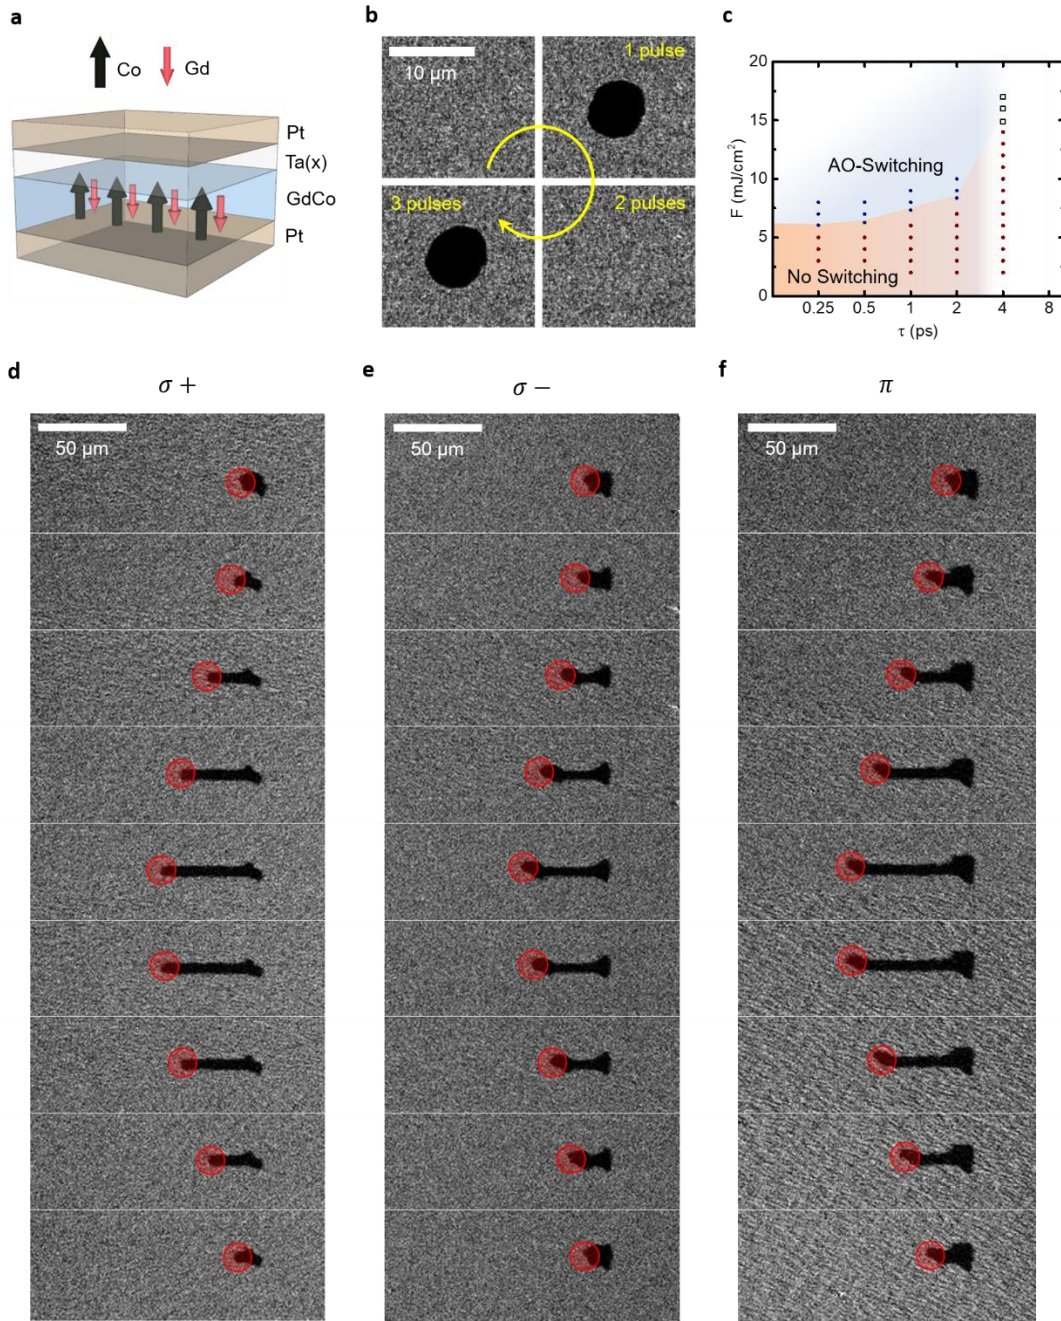 a
Co
Gd
Pt
Ta(x)
GdCo
Pt
b
10 µm
1 pulse
3 pulses
2 pulses
c
20
15
10
5
0
F (mJ/cm²)
AO-Switching
No Switching
0.25 0.5 1 2 4 8
τ (ps)
d
σ +
50 µm
e
σ −
50 µm
f
π
50 µm